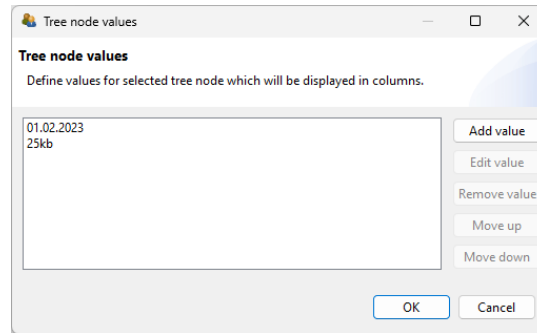 Tree node values
Tree node values
Define values for selected tree node which will be displayed in columns.
01.02.2023
25kb
Add value
Edit value
Remove value
Move up
Move down
OK
Cancel